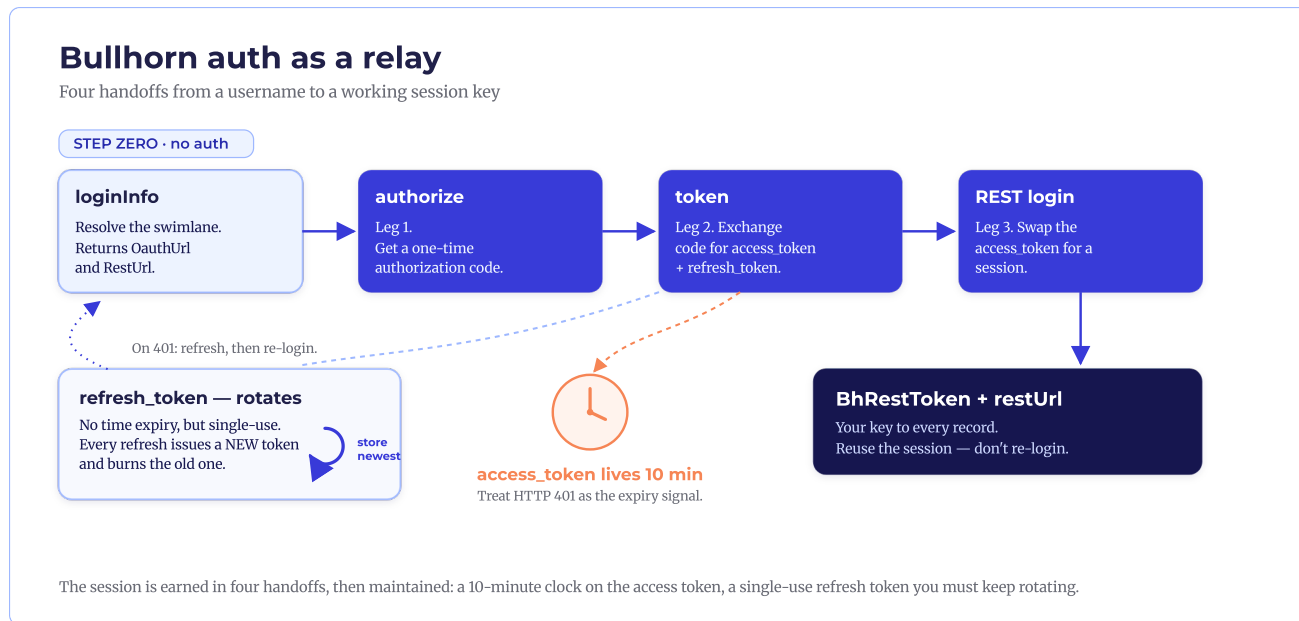 Bullhorn auth as a relay
Four handoffs from a username to a working session key
STEP ZERO · no auth
loginInfo
Resolve the swimlane.
Returns OauthUrl
and RestUrl.
authorize
Leg 1.
Get a one-time
authorization code.
token
Leg 2. Exchange
code for access_token
+ refresh_token.
REST login
Leg 3. Swap the
access_token for a
session.
On 401: refresh, then re-login.
refresh_token — rotates
No time expiry, but single-use.
Every refresh issues a NEW token
and burns the old one.
store
newest
access_token lives 10 min
Treat HTTP 401 as the expiry signal.
BhRestToken + restUrl
Your key to every record.
Reuse the session — don't re-login.
The session is earned in four handoffs, then maintained: a 10-minute clock on the access token, a single-use refresh token you must keep rotating.